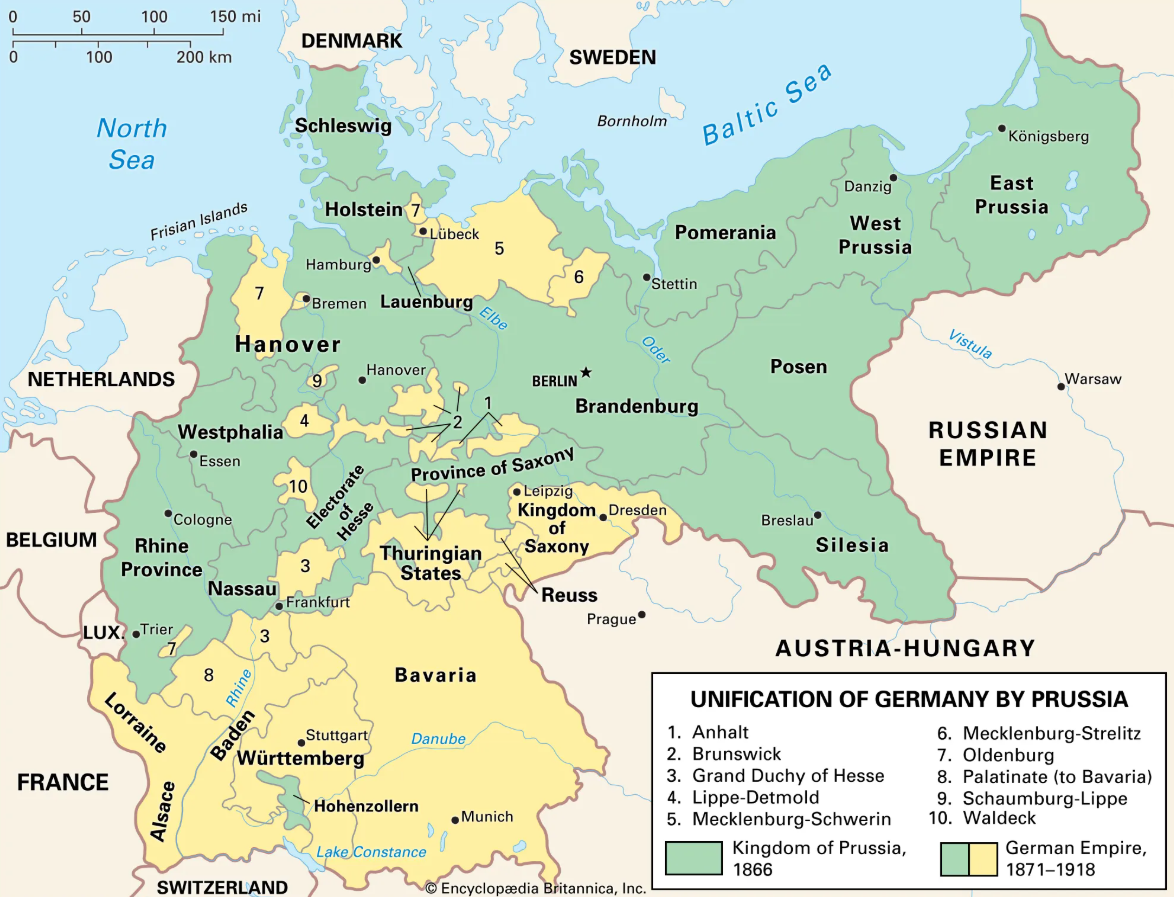 0 50 100 150 mi
0 100 200 km
DENMARK
SWEDEN
North
Sea
Baltic Sea
Bornholm
Schleswig
Königsberg
East
Prussia
Danzig
West
Prussia
Holstein
7
Lübeck
Frisian Islands
Pomerania
5
6
Hamburg
Stettin
7
Bremen
Lauenburg
Elbe
Oder
Hanover
Vistula
NETHERLANDS
9
Hanover
BERLIN
Posen
Warsaw
Brandenburg
4
2
1
Westphalia
Essen
RUSSIAN
EMPIRE
Province of Saxony
10
Electorate
of
Hesse
Leipzig
Kingdom
of
Saxony
Dresden
Cologne
Breslau
Silesia
BELGIUM
Rhine
Province
Thuringian
States
3
Nassau
Frankfurt
Reuss
Prague
LUX.
Trier
7
3
AUSTRIA-HUNGARY
8
Rhine
Bavaria
Lorraine
Baden
Stuttgart
Württemberg
Danube
FRANCE
Alsace
Hohenzollern
Munich
Lake Constance
SWITZERLAND
© Encyclopædia Britannica, Inc.
UNIFICATION OF GERMANY BY PRUSSIA
1. Anhalt
2. Brunswick
3. Grand Duchy of Hesse
4. Lippe-Detmold
5. Mecklenburg-Schwerin
6. Mecklenburg-Strelitz
7. Oldenburg
8. Palatinate (to Bavaria)
9. Schaumburg-Lippe
10. Waldeck
Kingdom of Prussia,
1866
German Empire,
1871–1918